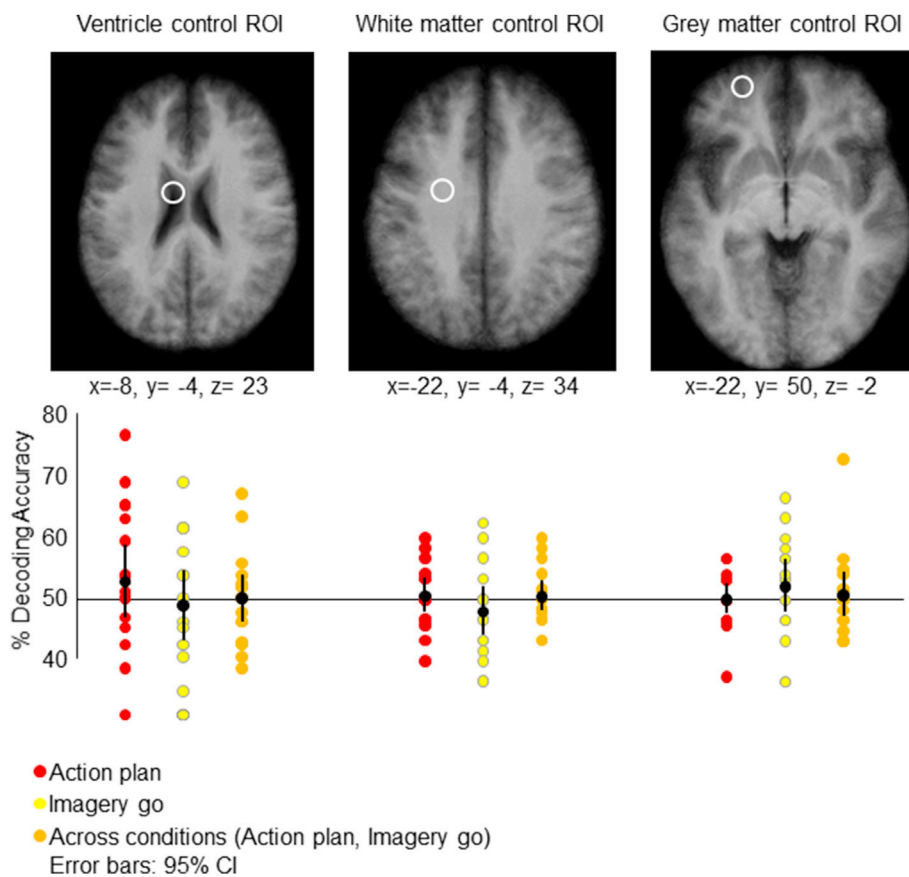 Ventricle control ROI
White matter control ROI
Grey matter control ROI
x=-8, y= -4, z= 23
x=-22, y= -4, z= 34
x=-22, y= 50, z= -2
% Decoding Accuracy
80
70
60
50
40
Action plan
Imagery go
Across conditions (Action plan, Imagery go)
Error bars: 95% CI